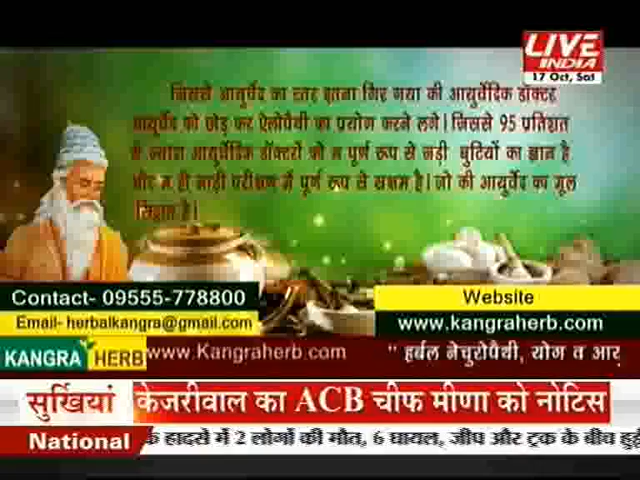 LIVE
INDIA
17 Oct, Sat
जिससे आयुर्वेद का स्तर इतना गिर गया की आयुर्वेदिक डॉक्टर
आयुर्वेद को छोड़ कर ऐलोपैथी का प्रयोग करने लगे। जिससे 95 प्रतिशत
से ज्यादा आयुर्वेदिक डॉक्टरों को न पूर्ण रूप से जड़ी बुटियों का ज्ञान है
और न ही नाड़ी परीक्षण में पूर्ण रूप से सक्षम है। जो की आयुर्वेद का मूल
सिद्वांत है।
Contact- 09555-778800
Website
Email- herbalkangra@gmail.com
www.kangraherb.com
KANGRA HERB
www.Kangraherb.com
" हर्बल नेचुरोपैथी, योग व आयु
सुर्खियां
केजरीवाल का ACB चीफ मीणा को नोटिस
National
क हादसे में 2 लोगों की मौत, 6 घायल, जीप और ट्रक के बीच हुई